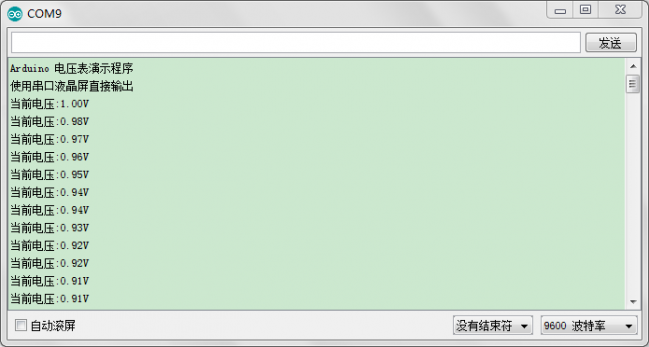 COM9
发送
Arduino 电压表演示程序
使用串口液晶屏直接输出
当前电压:1.00V
当前电压:0.98V
当前电压:0.97V
当前电压:0.96V
当前电压:0.95V
当前电压:0.94V
当前电压:0.94V
当前电压:0.93V
当前电压:0.92V
当前电压:0.92V
当前电压:0.91V
当前电压:0.91V
自动滚屏
没有结束符
9600 波特率